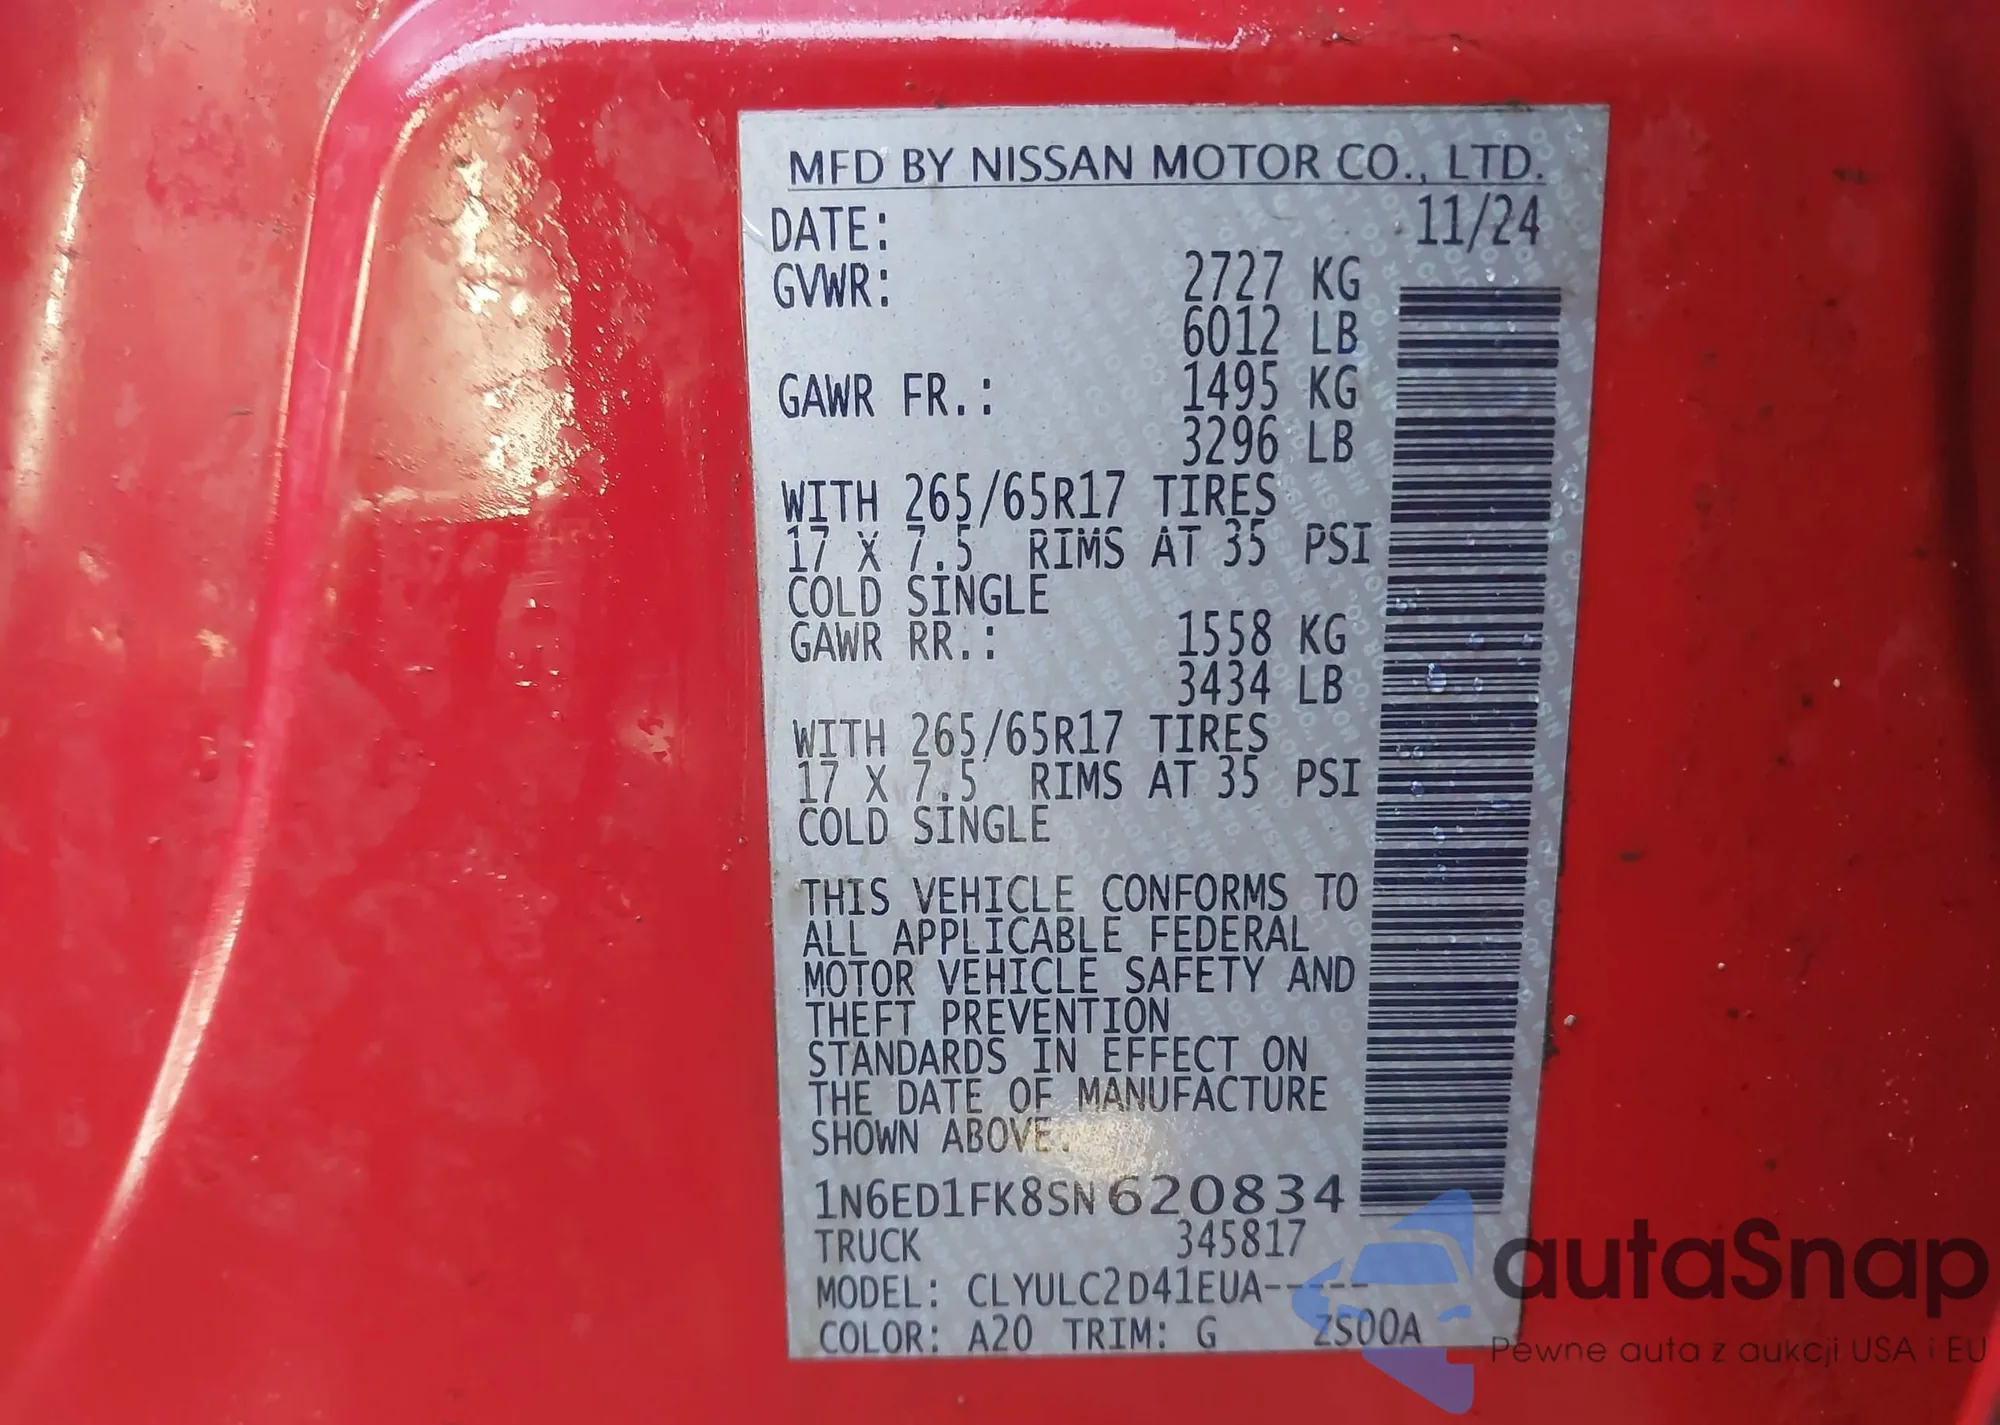 MFD BY NISSAN MOTOR CO., LTD.
DATE: 11/24
GVWR: 2727 KG
6012 LB
GAWR FR.: 1495 KG
3296 LB
WITH 265/65R17 TIRES
17 X 7.5 RIMS AT 35 PSI
COLD SINGLE
GAWR RR.: 1558 KG
3434 LB
WITH 265/65R17 TIRES
17 X 7.5 RIMS AT 35 PSI
COLD SINGLE
THIS VEHICLE CONFORMS TO
ALL APPLICABLE FEDERAL
MOTOR VEHICLE SAFETY AND
THEFT PREVENTION
STANDARDS IN EFFECT ON
THE DATE OF MANUFACTURE
SHOWN ABOVE.
1N6ED1FK8SN620834
TRUCK 345817
MODEL: CLYULC2D41EUA-----
COLOR: A20 TRIM: G ZS00A
autaSnap
Pewne auta z aukcji USA i EU